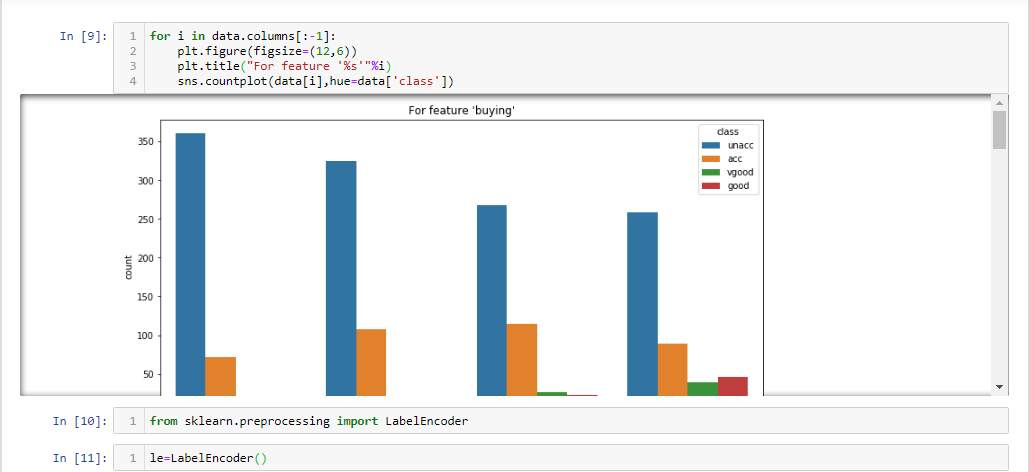 In [9]:
1 for i in data.columns[:-1]:
2     plt.figure(figsize=(12,6))
3     plt.title("For feature '%s'"%i)
4     sns.countplot(data[i],hue=data['class'])
For feature 'buying'
class
unacc
acc
vgood
good
350
300
250
200
150
100
50
count
In [10]:
1 from sklearn.preprocessing import LabelEncoder
In [11]:
1 le=LabelEncoder()